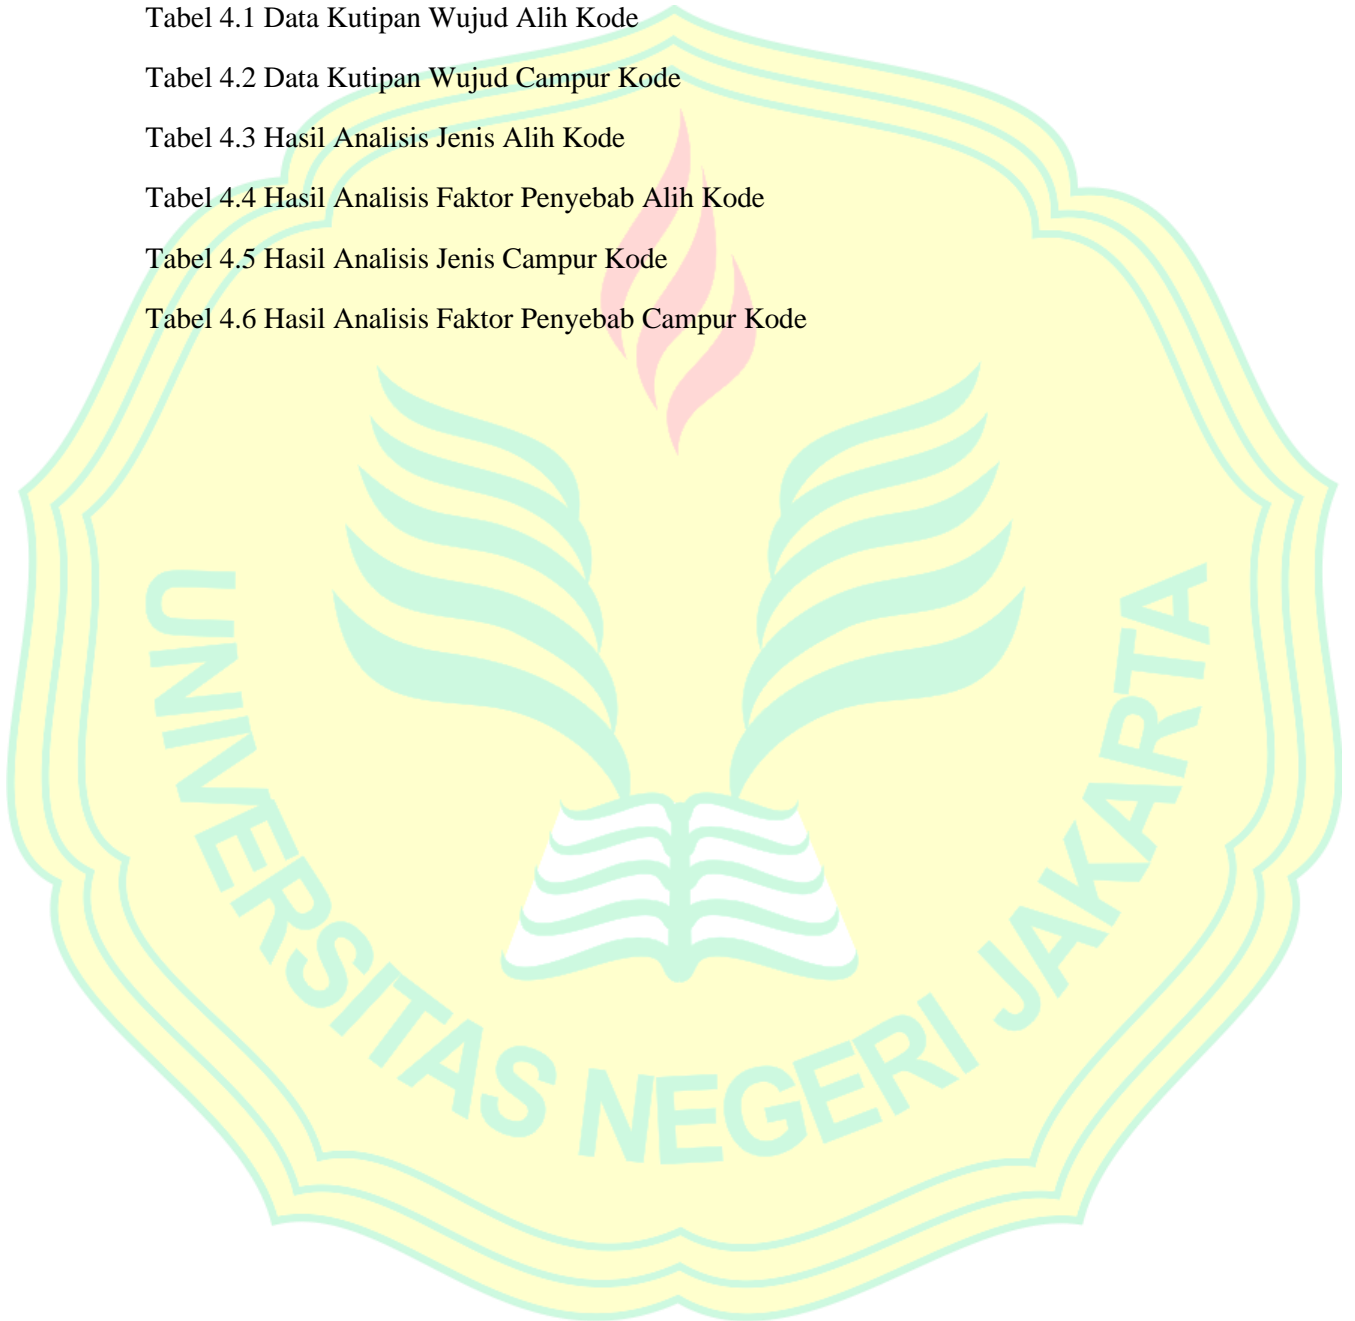 Tabel 4.1 Data Kutipan Wujud Alih Kode
Tabel 4.2 Data Kutipan Wujud Campur Kode
Tabel 4.3 Hasil Analisis Jenis Alih Kode
Tabel 4.4 Hasil Analisis Faktor Penyebab Alih Kode
Tabel 4.5 Hasil Analisis Jenis Campur Kode
Tabel 4.6 Hasil Analisis Faktor Penyebab Campur Kode
UNIVERSITAS NEGERI JAKARTA